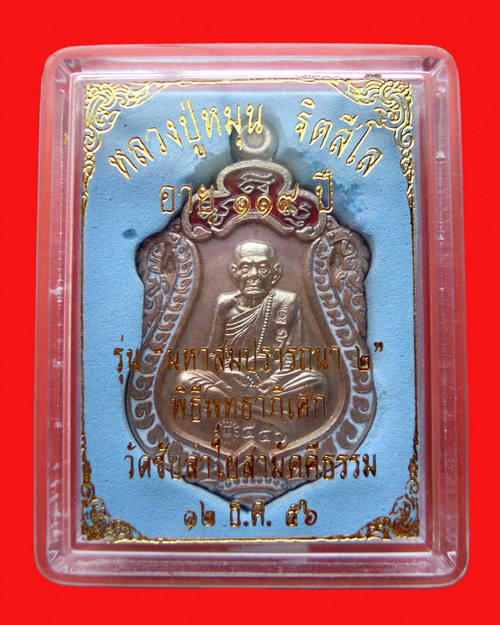 หลวงปู่หมุน ฐิตสีโล
อายุ ๑๑๙ ปี
รุ่น "มหาสมปรารถนา ๒"
พิธีพุทธาภิเศก
วัดซับลำใยสามัคคีธรรม
๑๒ ธ.ค. ๕๖